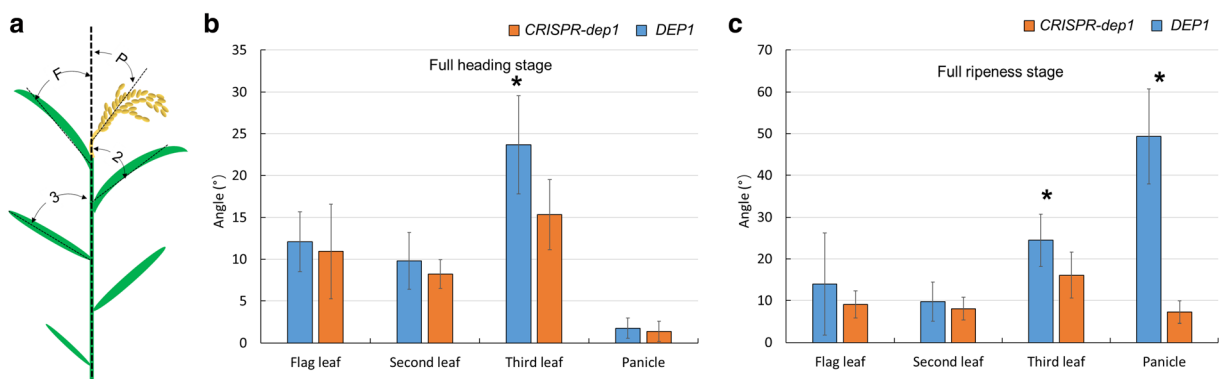 a
F
P
2
3
b
CRISPR-dep1 DEP1
Full heading stage
Angle (°)
35
30
25
20
15
10
5
0
*
Flag leaf Second leaf Third leaf Panicle
c
CRISPR-dep1 DEP1
Full ripeness stage
Angle (°)
70
60
50
40
30
20
10
0
*
*
Flag leaf Second leaf Third leaf Panicle